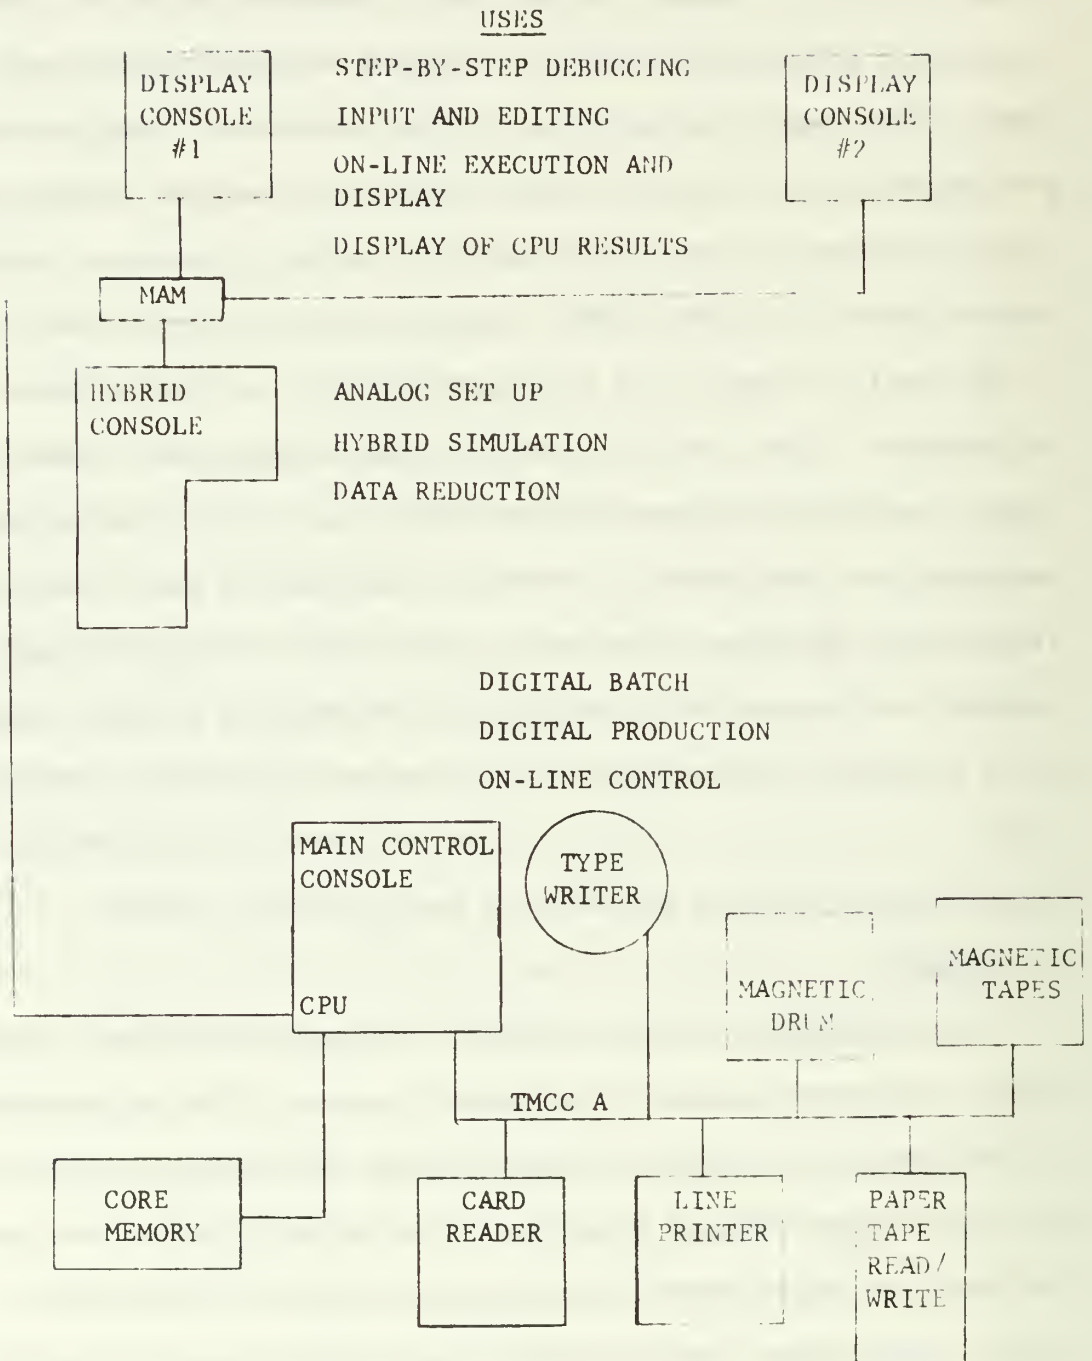 USES
DISPLAY
CONSOLE
#1
STEP-BY-STEP DEBUGGING
INPUT AND EDITING
ON-LINE EXECUTION AND
DISPLAY
DISPLAY OF CPU RESULTS
DISPLAY
CONSOLE
#2
MAM
HYBRID
CONSOLE
ANALOG SET UP
HYBRID SIMULATION
DATA REDUCTION
DIGITAL BATCH
DIGITAL PRODUCTION
ON-LINE CONTROL
MAIN CONTROL
CONSOLE
CPU
TYPE
WRITER
MAGNETIC
DRUM
MAGNETIC
TAPES
TMCC A
CORE
MEMORY
CARD
READER
LINE
PRINTER
PAPER
TAPE
READ/
WRITE